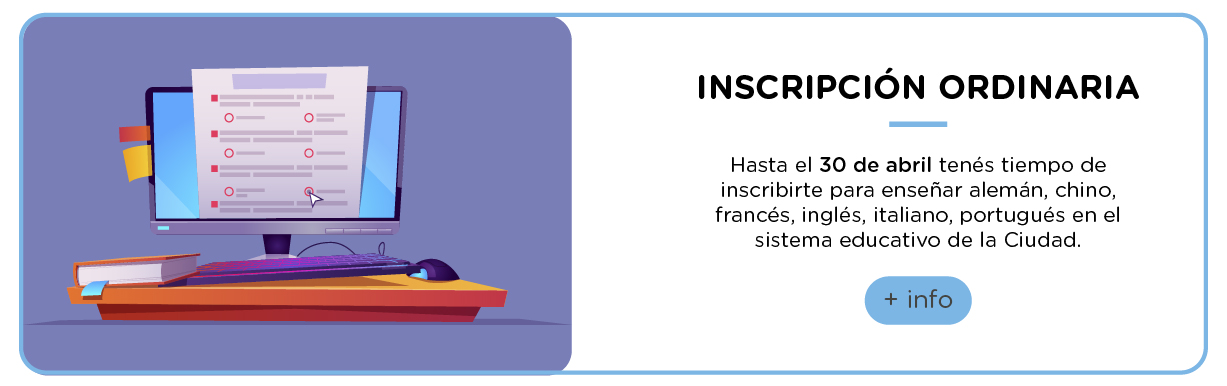 INSCRIPCIÓN ORDINARIA
Hasta el 30 de abril tenés tiempo de
inscribirte para enseñar alemán, chino,
francés, inglés, italiano, portugués en el
sistema educativo de la Ciudad.
+ info